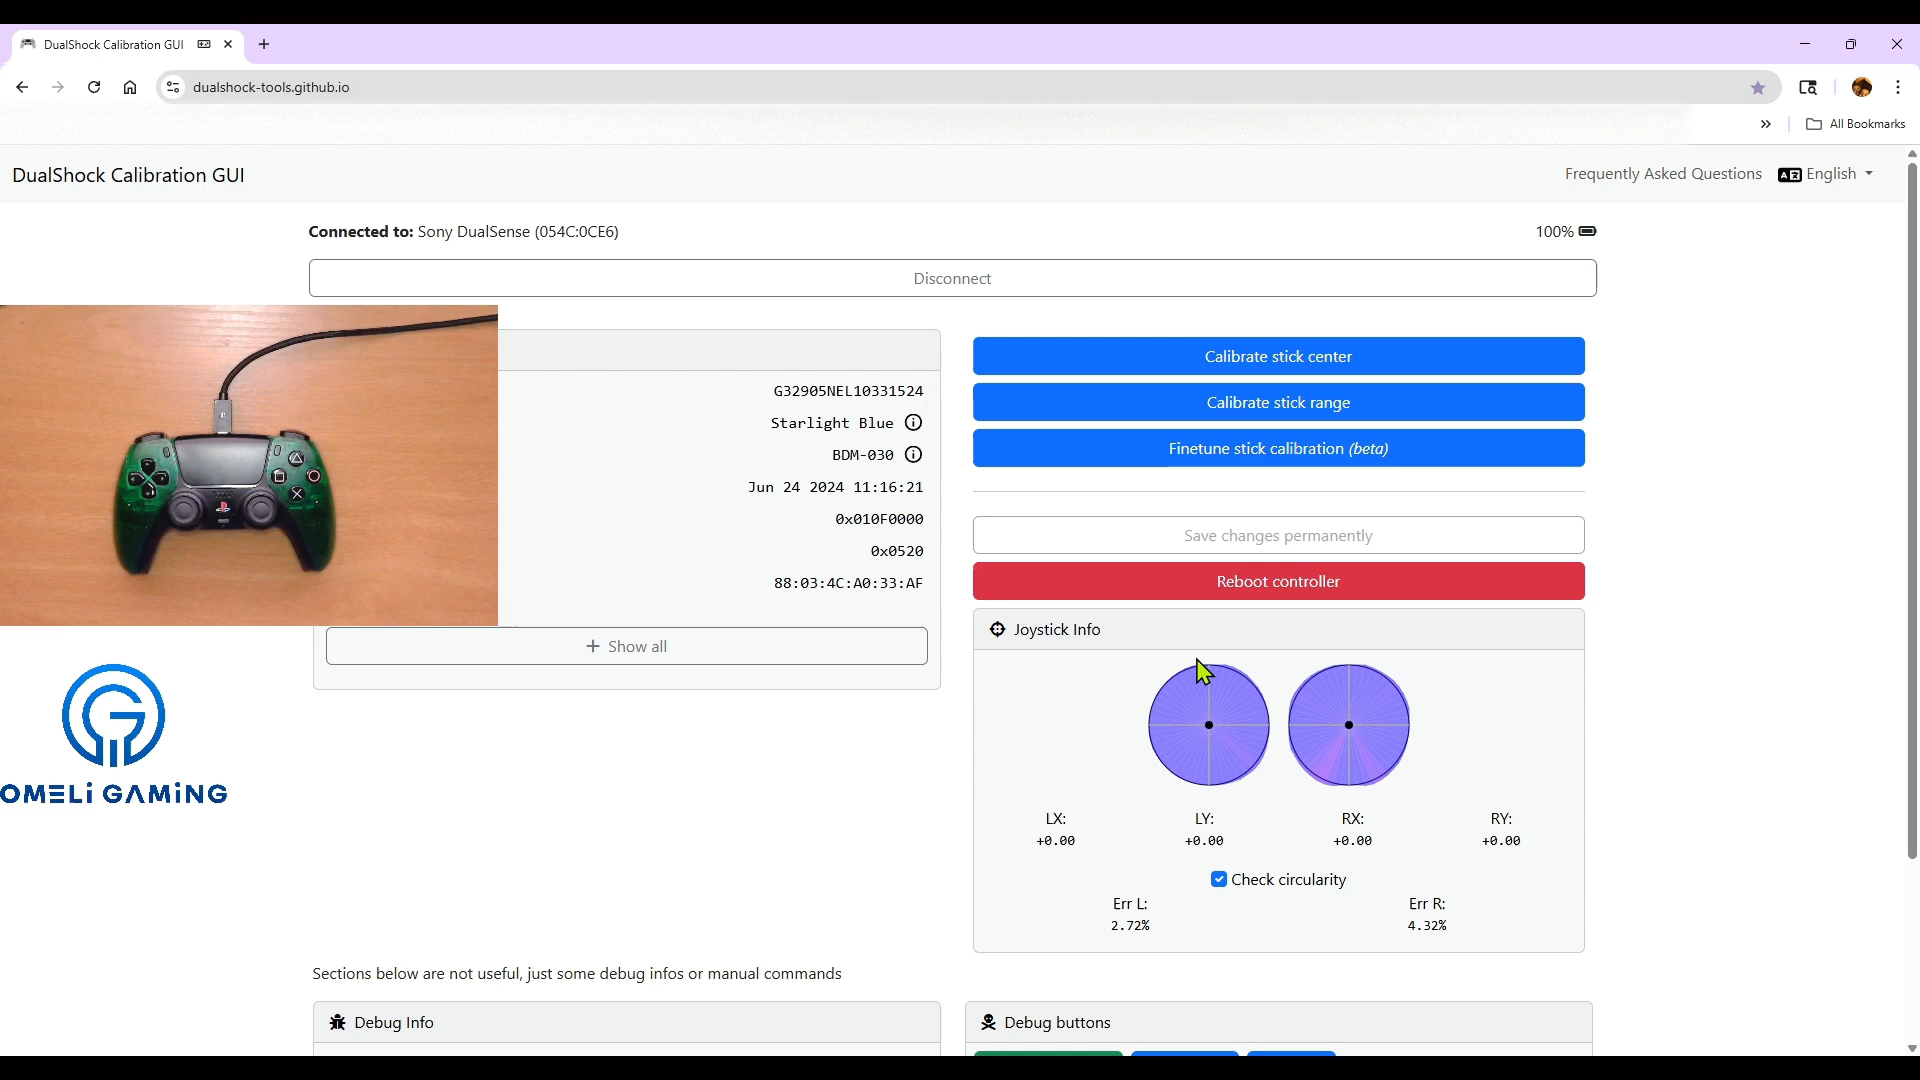 DualShock Calibration GUI
dualshock-tools.github.io
All Bookmarks
DualShock Calibration GUI
Frequently Asked Questions
English
Connected to: Sony DualSense (054C:0CE6)
100%
Disconnect
G32905NEL10331524
Starlight Blue
BDM-030
Jun 24 2024 11:16:21
0x010F0000
0x0520
88:03:4C:A0:33:AF
+ Show all
OMELi GAMiNG
Calibrate stick center
Calibrate stick range
Finetune stick calibration (beta)
Save changes permanently
Reboot controller
Joystick Info
LX: LY: RX: RY:
+0.00 +0.00 +0.00 +0.00
Check circularity
Err L: Err R:
2.72% 4.32%
Sections below are not useful, just some debug infos or manual commands
Debug Info
Debug buttons